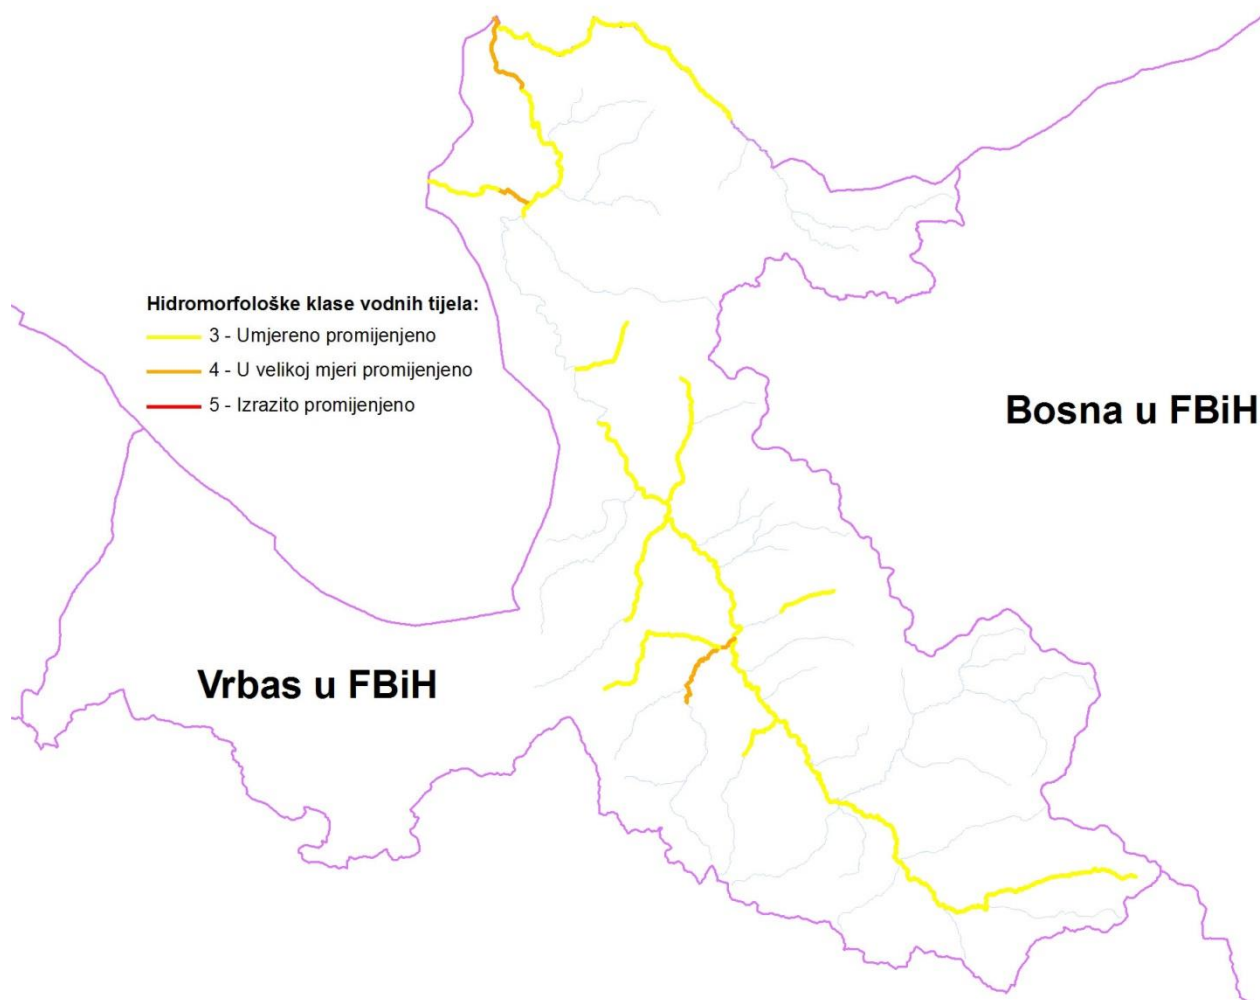 Hidromorfološke klase vodnih tijela:
3 - Umjereno promijenjeno
4 - U velikoj mjeri promijenjeno
5 - Izrazito promijenjeno
Bosna u FBiH
Vrbas u FBiH